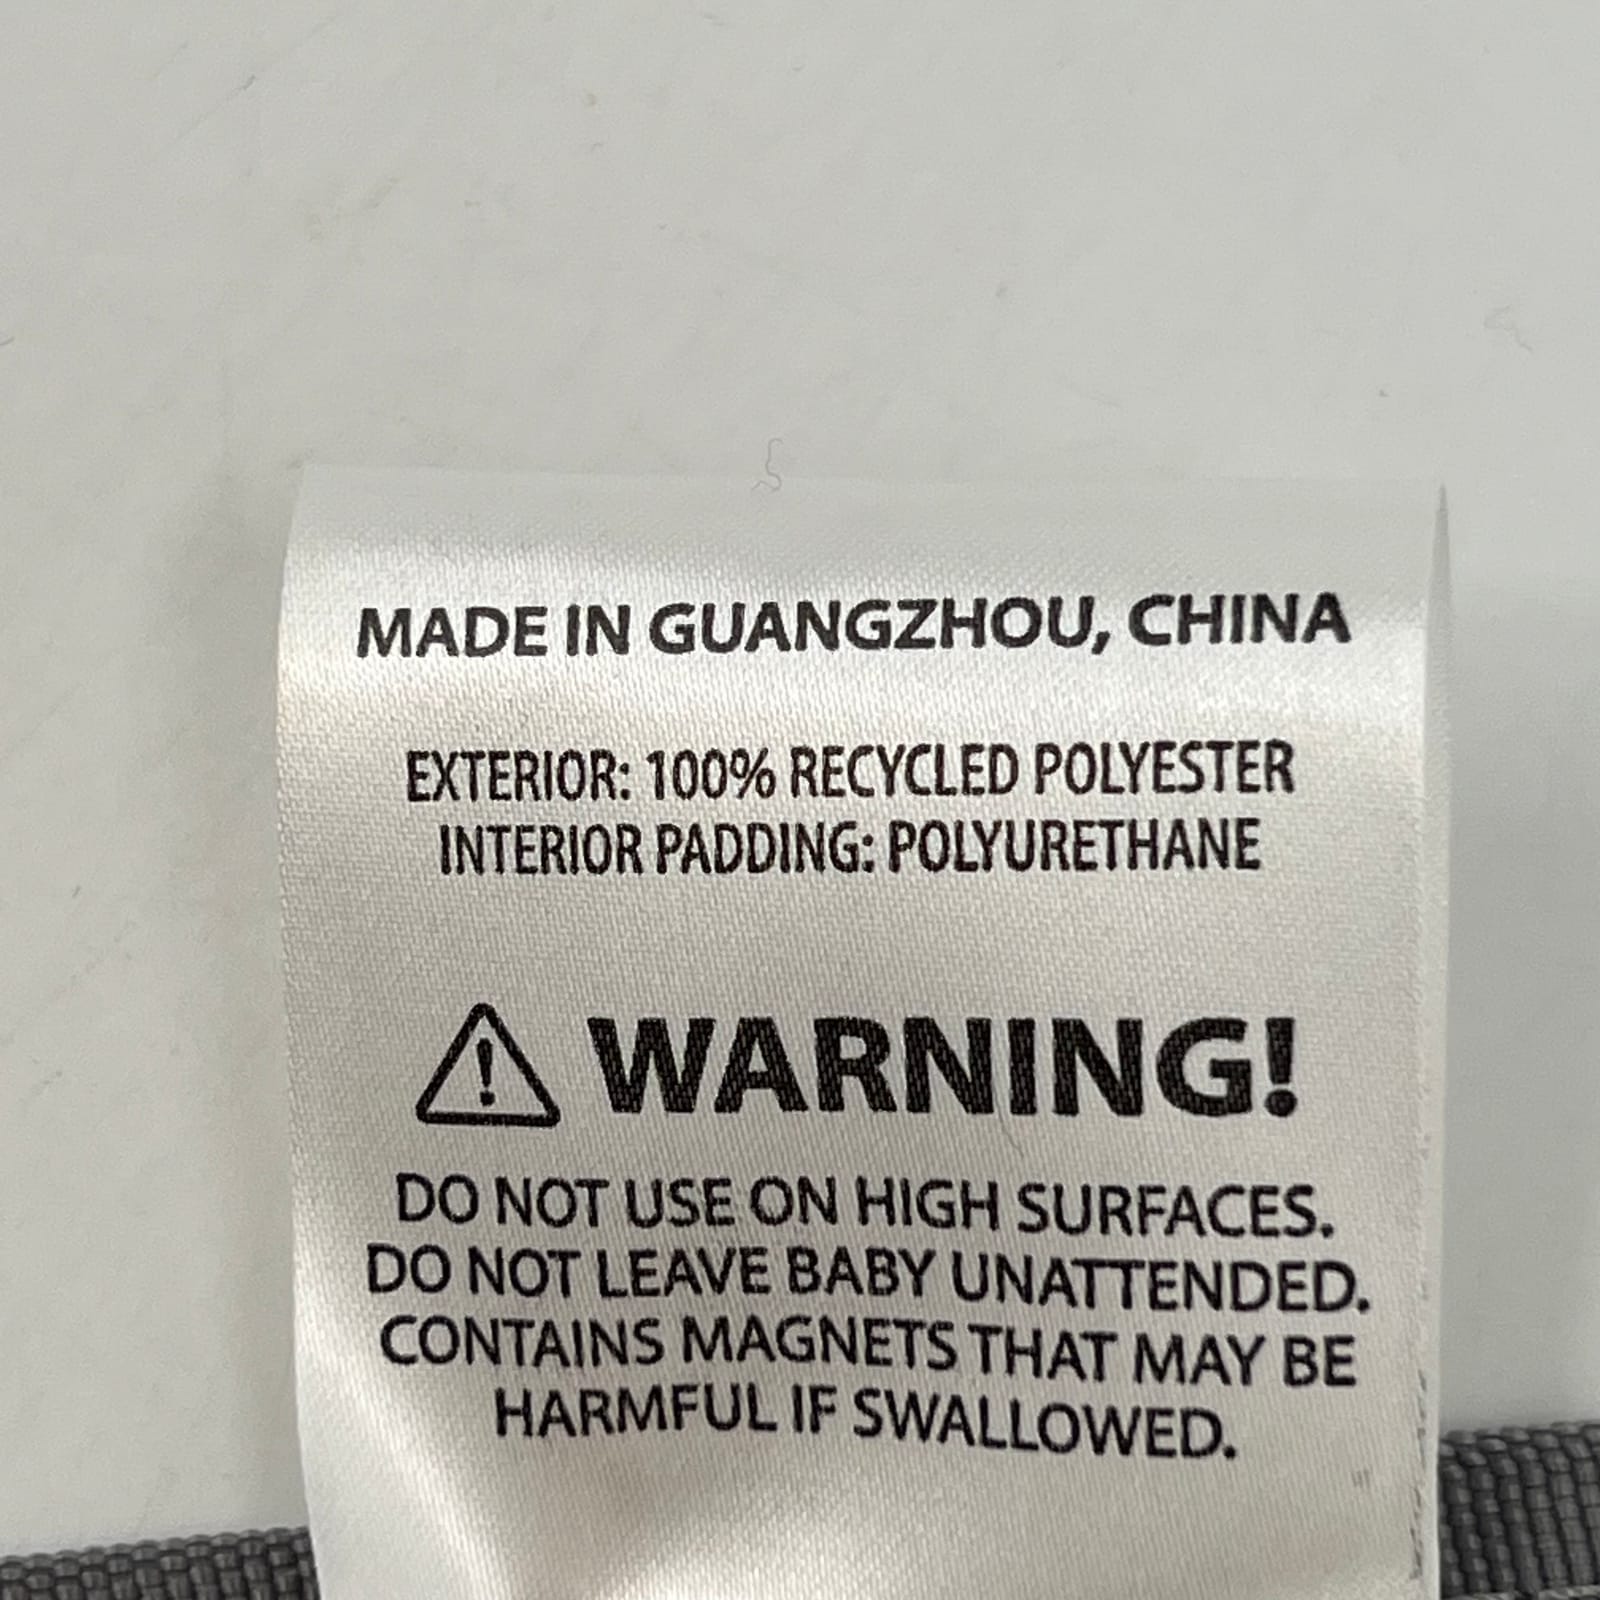 MADE IN GUANGZHOU, CHINA
EXTERIOR: 100% RECYCLED POLYESTER
INTERIOR PADDING: POLYURETHANE
WARNING!
DO NOT USE ON HIGH SURFACES.
DO NOT LEAVE BABY UNATTENDED.
CONTAINS MAGNETS THAT MAY BE
HARMFUL IF SWALLOWED.